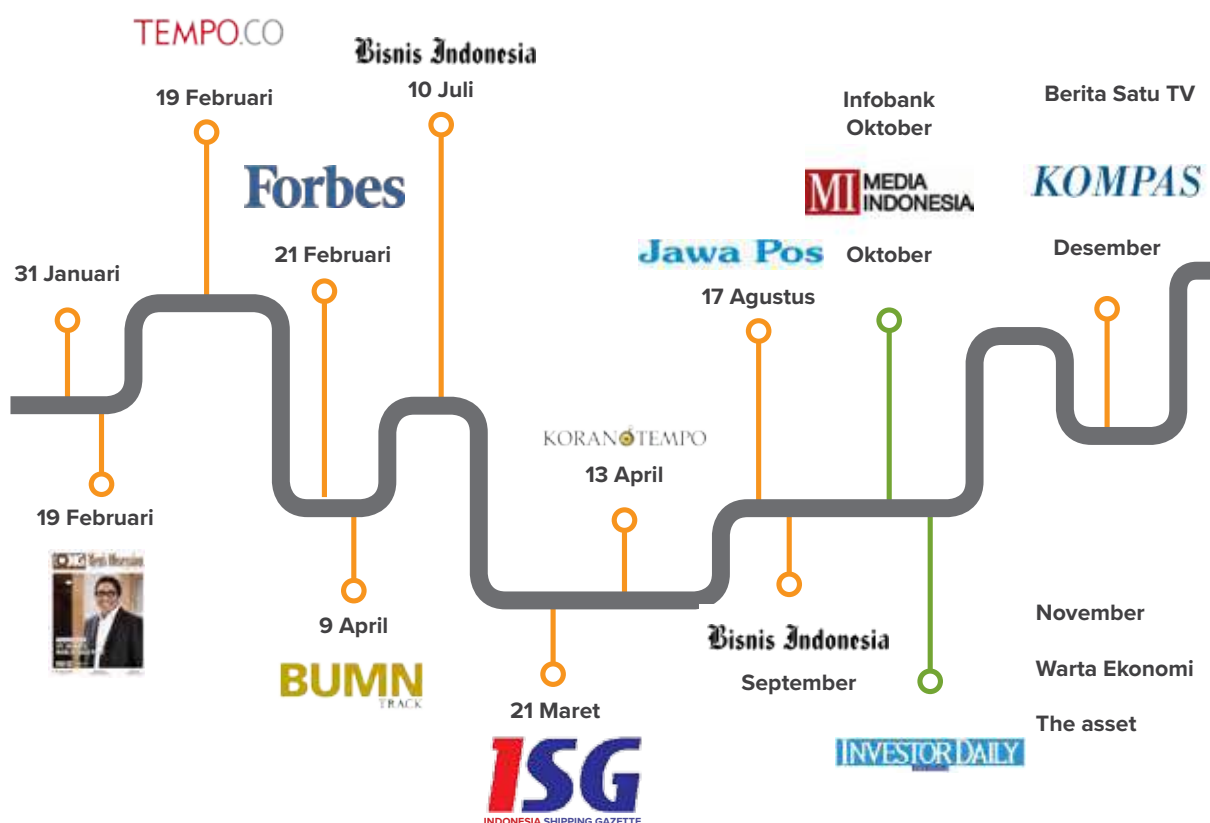 TEMPO.CO
19 Februari
Bisnis Indonesia
10 Juli
Infobank
Oktober
Berita Satu TV
Forbes
21 Februari
MI MEDIA
INDONESIA
Oktober
KOMPAS
Desember
Jawa Pos
17 Agustus
31 Januari
19 Februari
KORAN TEMPO
13 April
9 April
BUMN
TRACK
21 Maret
ISG
INDONESIA SHIPPING GAZETTE
Bisnis Indonesia
September
INVESTOR DAILY
November
Warta Ekonomi
The asset